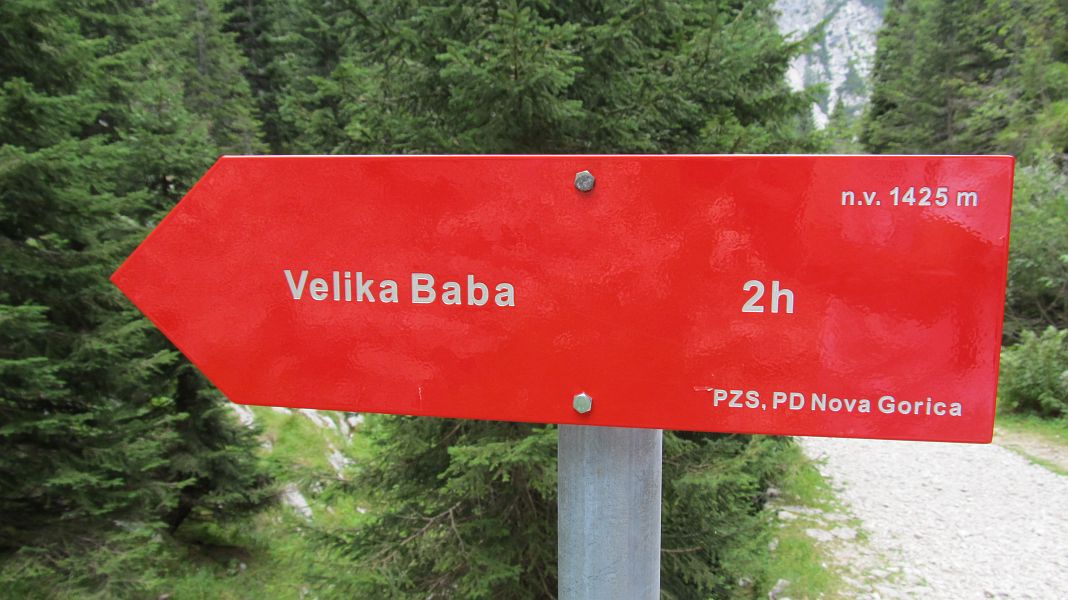 n.v. 1425 m
Velika Baba 2h
PZS, PD Nova Gorica